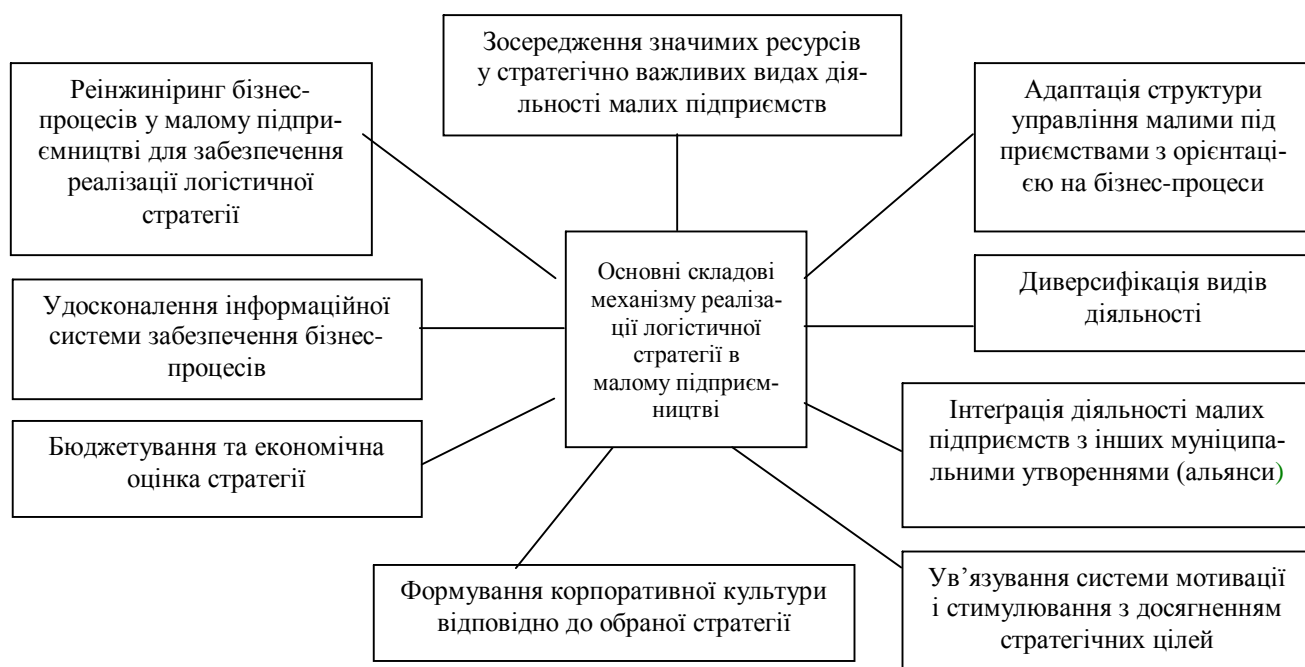 Зосередження значимих ресурсів
у стратегічно важливих видах дія-
льності малих підприємств
Реінжиніринг бізнес-
процесів у малому підпри-
ємництві для забезпечення
реалізації логістичної
стратегії
Адаптація структури
управління малими під
приємствами з орієнтаці-
єю на бізнес-процеси
Основні складові
механізму реаліза-
ції логістичної
стратегії в
малому підприєм-
ництві
Удосконалення інформаційної
системи забезпечення бізнес-
процесів
Диверсифікація видів
діяльності
Бюджетування та економічна
оцінка стратегії
Інтеґрація діяльності малих
підприємств з інших муніципа-
льними утвореннями (альянси)
Формування корпоративної культури
відповідно до обраної стратегії
Ув’язування системи мотивації
і стимулювання з досягненням
стратегічних цілей